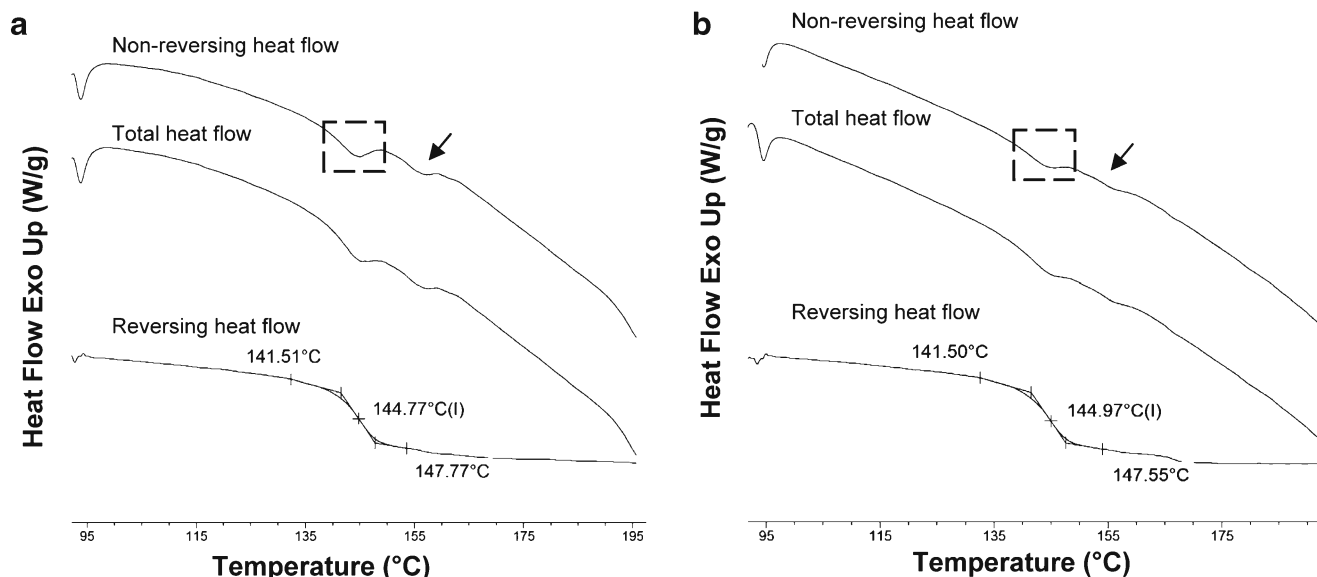 a
Non-reversing heat flow
Total heat flow
Reversing heat flow
141.51°C
144.77°C(I)
147.77°C
Heat Flow Exo Up (W/g)
95 115 135 155 175 195
Temperature (°C)
b
Non-reversing heat flow
Total heat flow
Reversing heat flow
141.50°C
144.97°C(I)
147.55°C
Heat Flow Exo Up (W/g)
95 115 135 155 175
Temperature (°C)